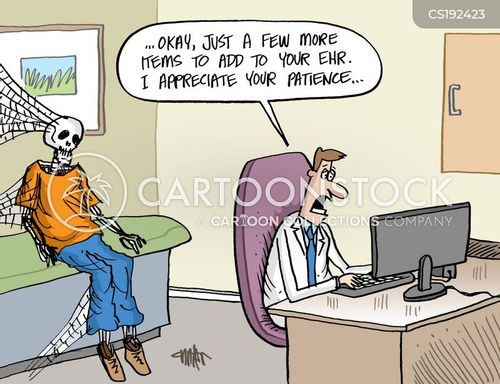 CS192423
...OKAY, JUST A FEW MORE
ITEMS TO ADD TO YOUR EHR.
I APPRECIATE YOUR PATIENCE...
CARTOONSTOCK
A CARTOON COLLECTIONS COMPANY